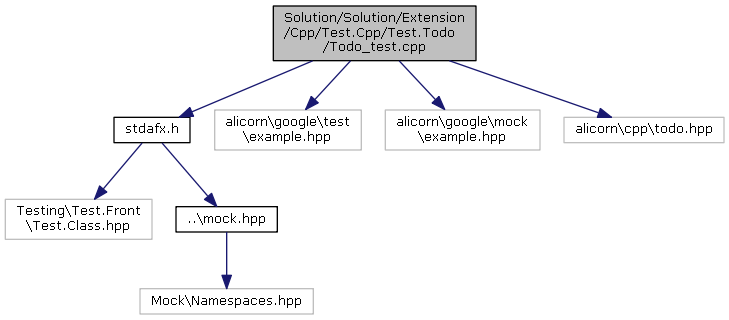 Solution/Solution/Extension
/Cpp/Test.Cpp/Test.Todo
/Todo_test.cpp
stdafx.h
alicorn\google\test
\example.hpp
alicorn\google\mock
\example.hpp
alicorn\cpp\todo.hpp
Testing\Test.Front
\Test.Class.hpp
..\mock.hpp
Mock\Namespaces.hpp